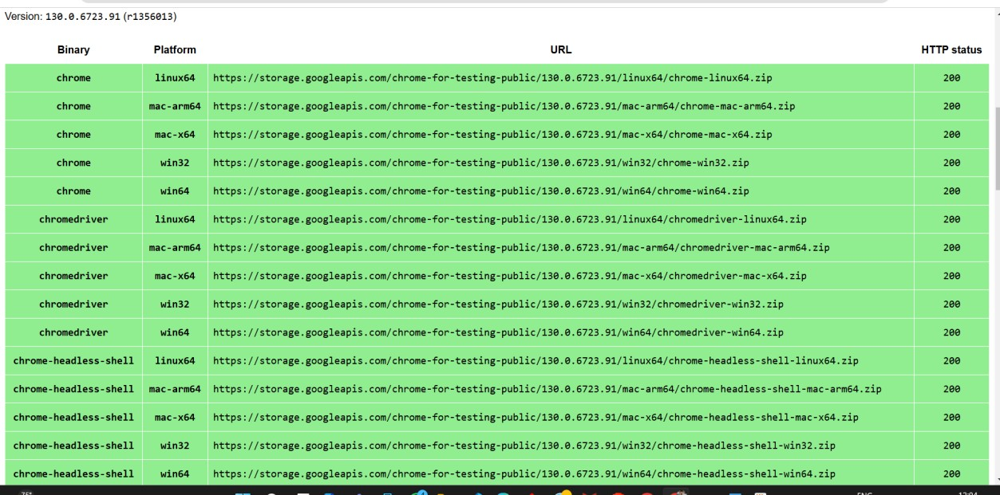 Version: 130.0.6723.91 (r1356013)
Binary Platform URL HTTP status
chrome linux64 https://storage.googleapis.com/chrome-for-testing-public/130.0.6723.91/linux64/chrome-linux64.zip 200
chrome mac-arm64 https://storage.googleapis.com/chrome-for-testing-public/130.0.6723.91/mac-arm64/chrome-mac-arm64.zip 200
chrome mac-x64 https://storage.googleapis.com/chrome-for-testing-public/130.0.6723.91/mac-x64/chrome-mac-x64.zip 200
chrome win32 https://storage.googleapis.com/chrome-for-testing-public/130.0.6723.91/win32/chrome-win32.zip 200
chrome win64 https://storage.googleapis.com/chrome-for-testing-public/130.0.6723.91/win64/chrome-win64.zip 200
chromedriver linux64 https://storage.googleapis.com/chrome-for-testing-public/130.0.6723.91/linux64/chromedriver-linux64.zip 200
chromedriver mac-arm64 https://storage.googleapis.com/chrome-for-testing-public/130.0.6723.91/mac-arm64/chromedriver-mac-arm64.zip 200
chromedriver mac-x64 https://storage.googleapis.com/chrome-for-testing-public/130.0.6723.91/mac-x64/chromedriver-mac-x64.zip 200
chromedriver win32 https://storage.googleapis.com/chrome-for-testing-public/130.0.6723.91/win32/chromedriver-win32.zip 200
chromedriver win64 https://storage.googleapis.com/chrome-for-testing-public/130.0.6723.91/win64/chromedriver-win64.zip 200
chrome-headless-shell linux64 https://storage.googleapis.com/chrome-for-testing-public/130.0.6723.91/linux64/chrome-headless-shell-linux64.zip 200
chrome-headless-shell mac-arm64 https://storage.googleapis.com/chrome-for-testing-public/130.0.6723.91/mac-arm64/chrome-headless-shell-mac-arm64.zip 200
chrome-headless-shell mac-x64 https://storage.googleapis.com/chrome-for-testing-public/130.0.6723.91/mac-x64/chrome-headless-shell-mac-x64.zip 200
chrome-headless-shell win32 https://storage.googleapis.com/chrome-for-testing-public/130.0.6723.91/win32/chrome-headless-shell-win32.zip 200
chrome-headless-shell win64 https://storage.googleapis.com/chrome-for-testing-public/130.0.6723.91/win64/chrome-headless-shell-win64.zip 200